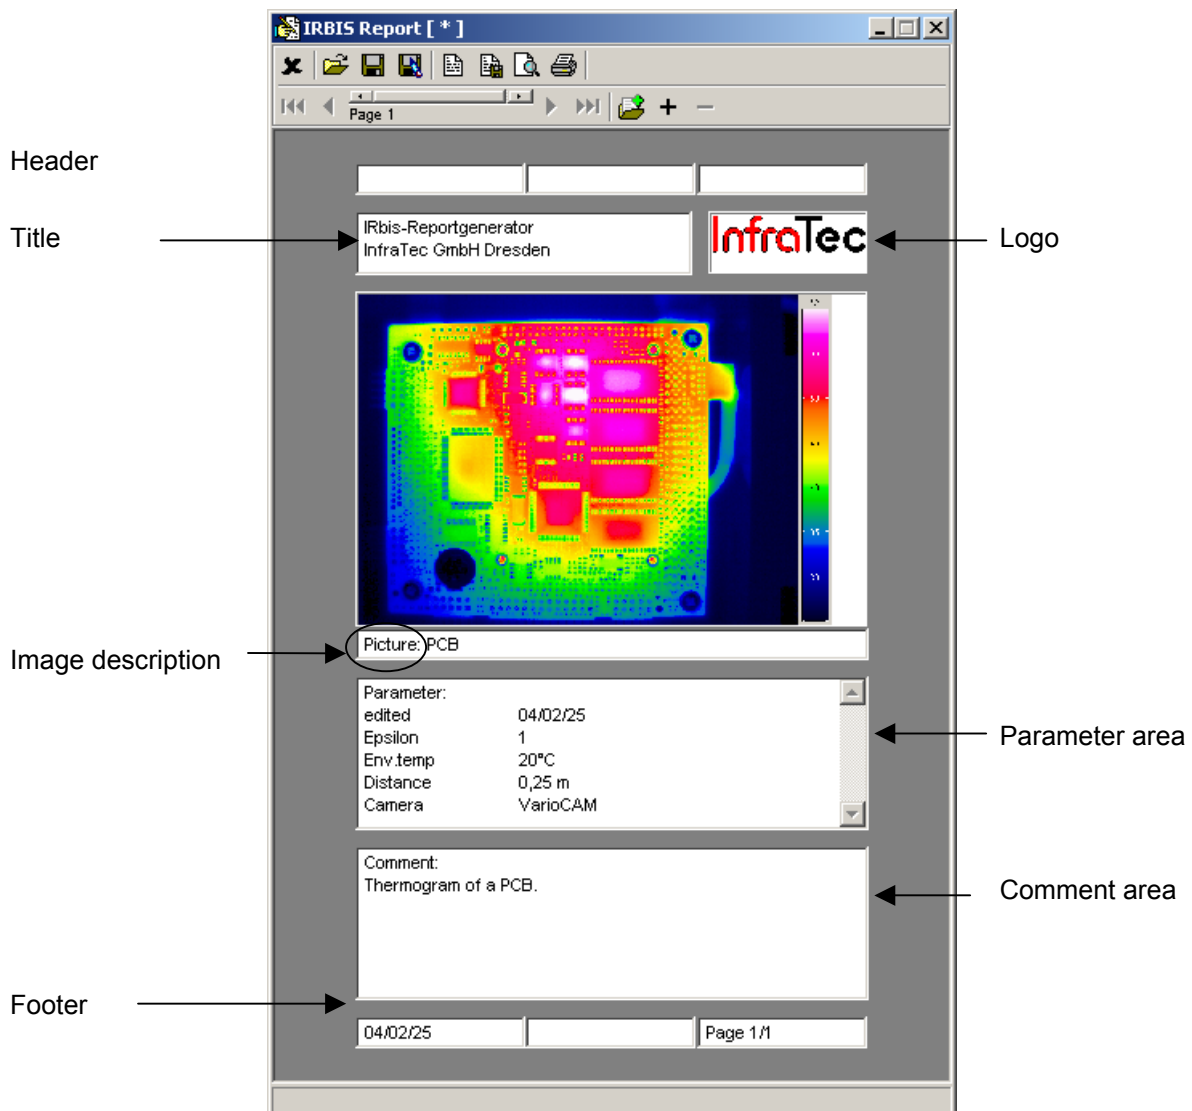 IRBIS Report [ * ]
Page 1
Header
Title
IRbis-Reportgenerator
InfraTec GmbH Dresden
InfraTec
Logo
Image description
Picture: PCB
Parameter:
edited 04/02/25
Epsilon 1
Env.temp 20°C
Distance 0,25 m
Camera VarioCAM
Parameter area
Comment:
Thermogram of a PCB.
Comment area
Footer
04/02/25 Page 1/1